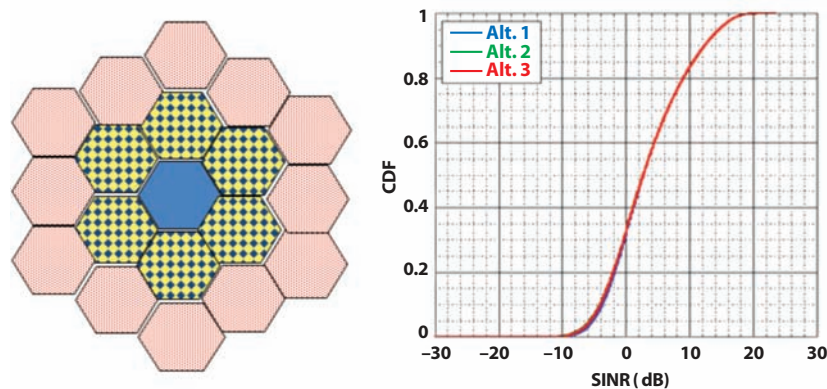 1
Alt. 1
Alt. 2
Alt. 3
0.8
0.6
CDF
0.4
0.2
0
–30 –20 –10 0 10 20 30
SINR ( dB)